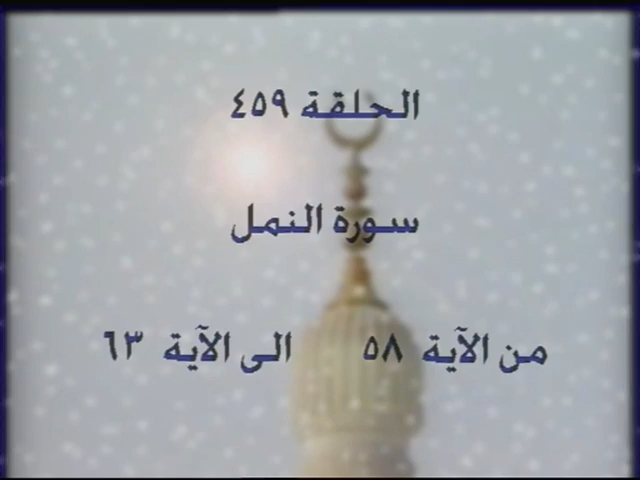 الحلقة ٤٥٩
سورة النمل
من الآية ٥٨ الى الآية ٦٣